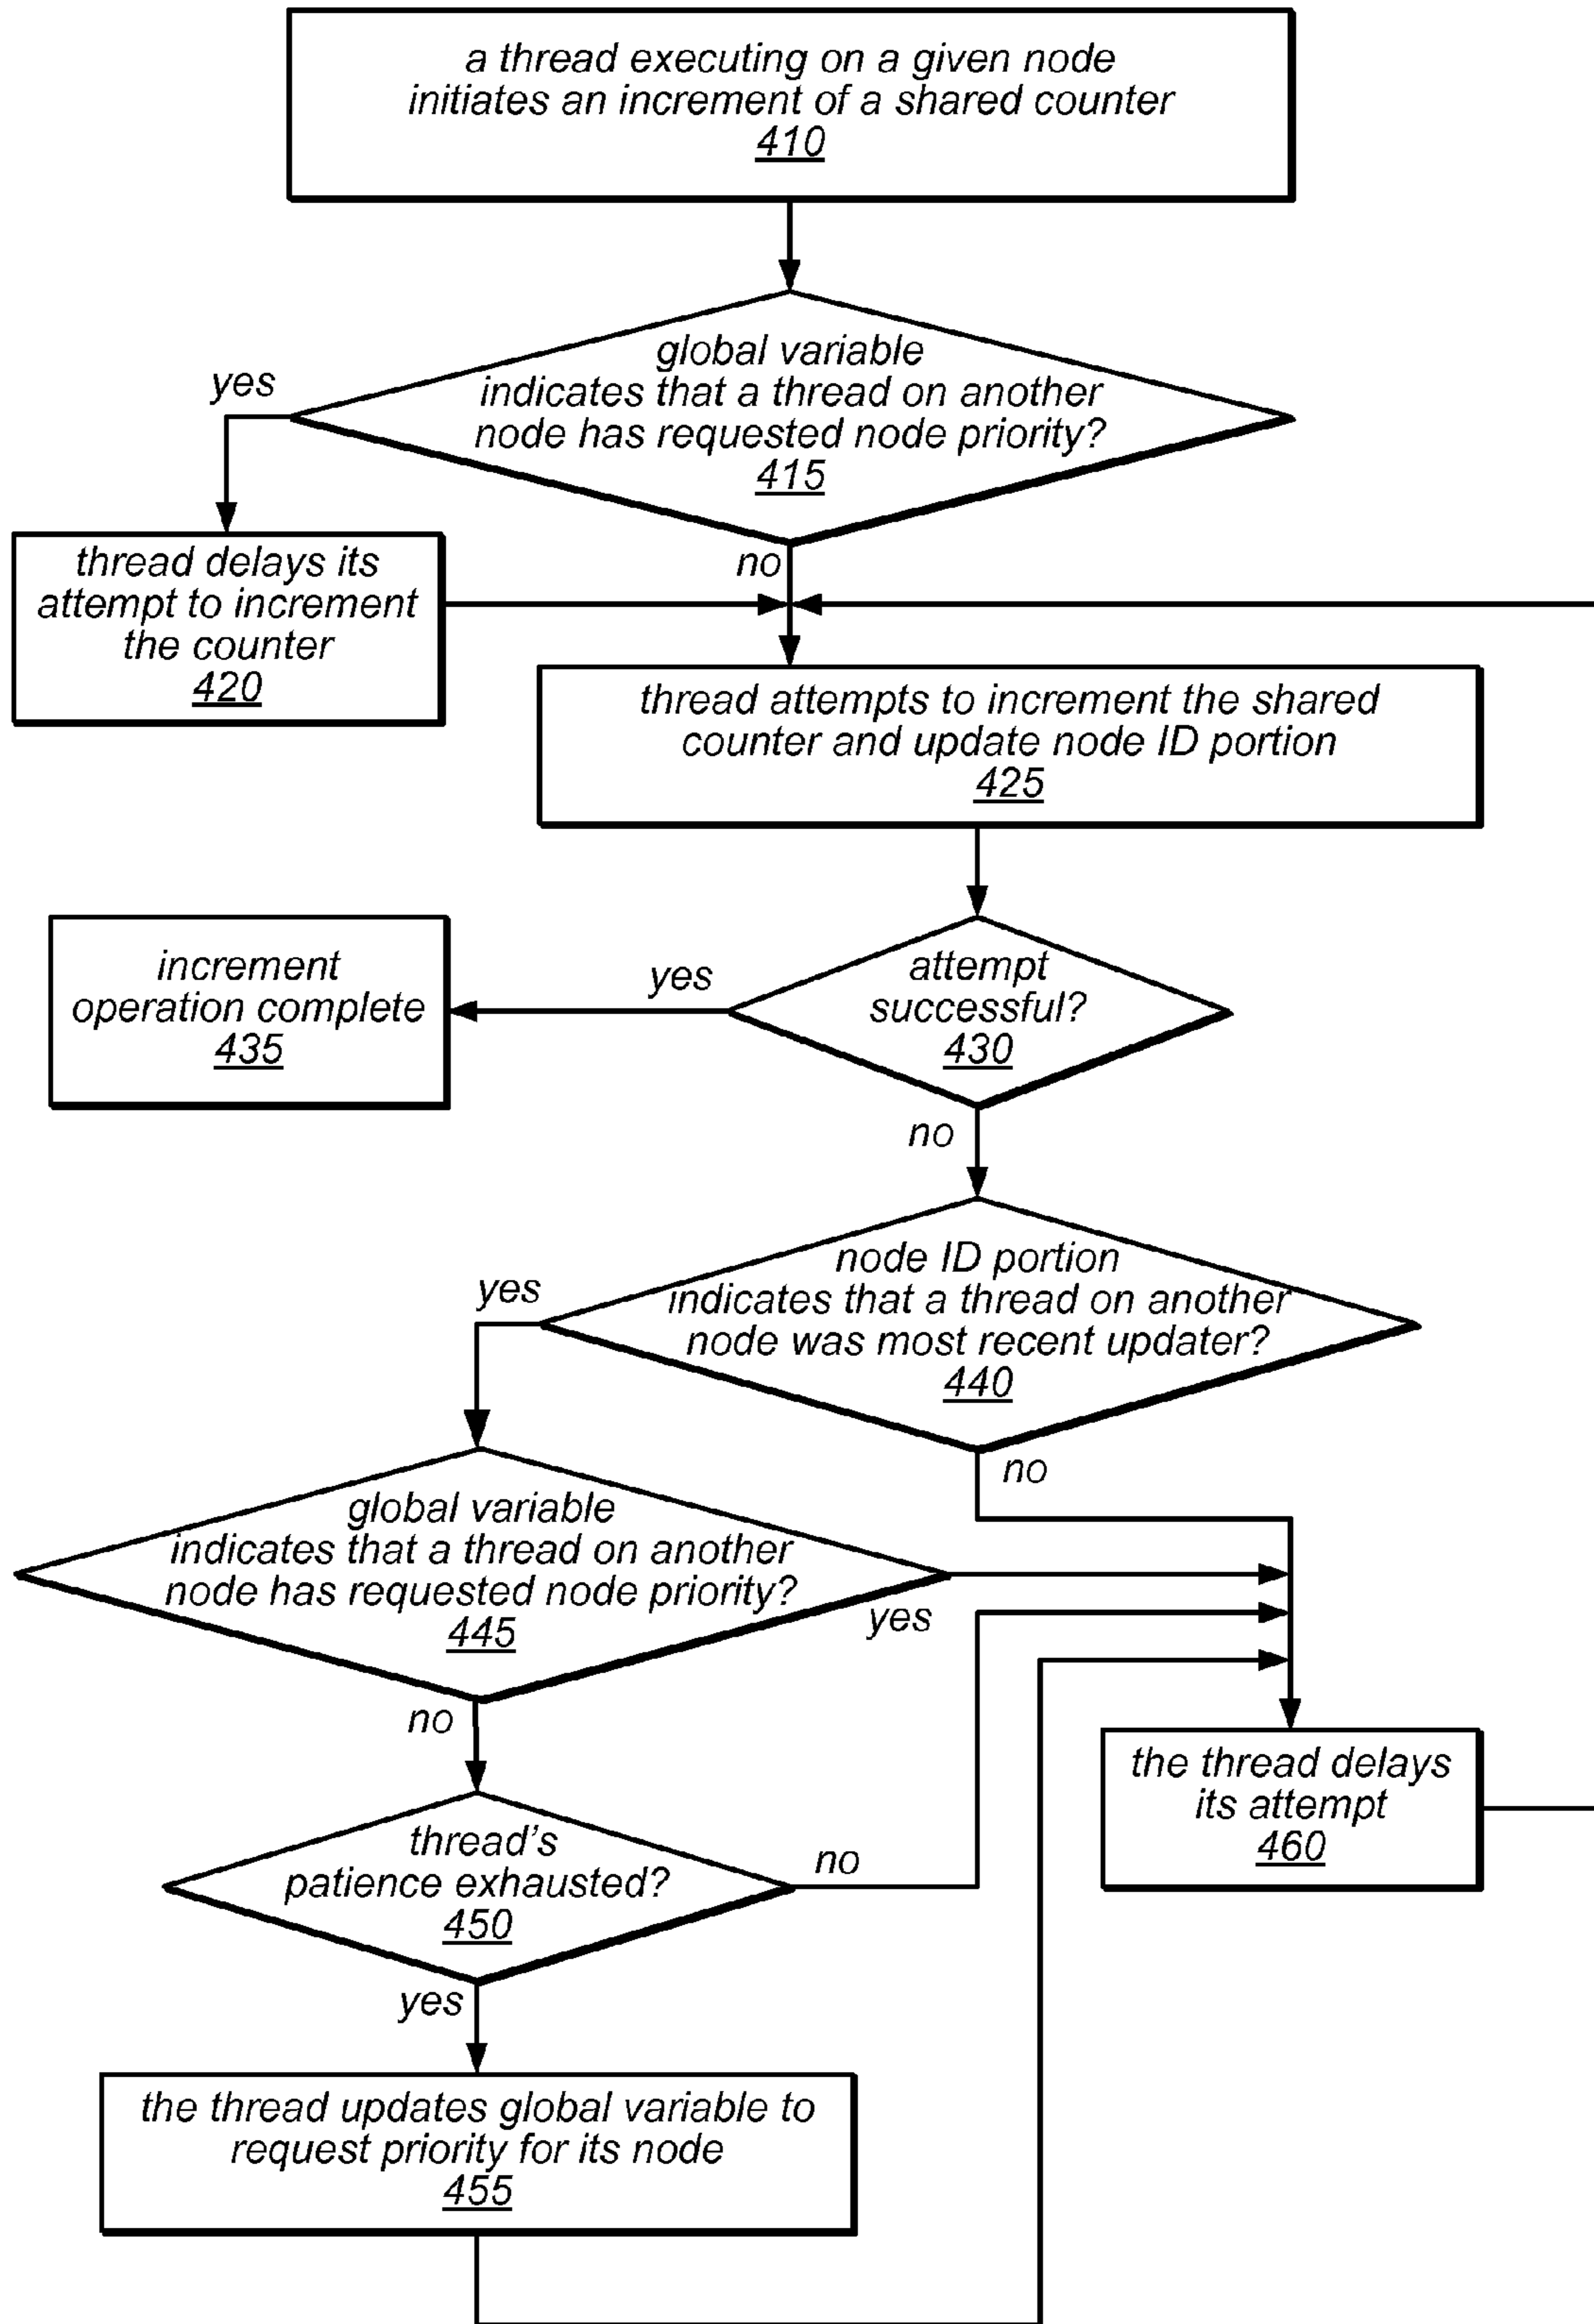 a thread executing on a given node
initiates an increment of a shared counter
410
global variable
indicates that a thread on another
node has requested node priority?
415
yes
no
thread delays its
attempt to increment
the counter
420
thread attempts to increment the shared
counter and update node ID portion
425
attempt
successful?
430
yes
increment
operation complete
435
no
node ID portion
indicates that a thread on another
node was most recent updater?
440
yes
no
global variable
indicates that a thread on another
node has requested node priority?
445
yes
no
thread's
patience exhausted?
450
no
the thread delays
its attempt
460
yes
the thread updates global variable to
request priority for its node
455